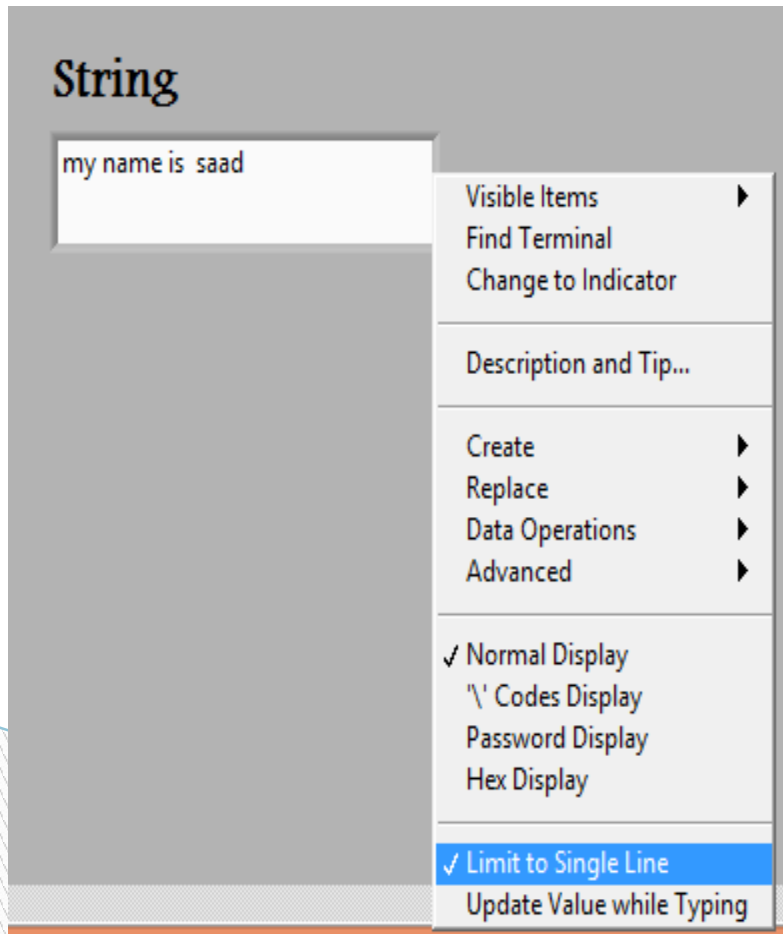 String
my name is  saad
Visible Items
Find Terminal
Change to Indicator
Description and Tip...
Create
Replace
Data Operations
Advanced
Normal Display
'\' Codes Display
Password Display
Hex Display
Limit to Single Line
Update Value while Typing